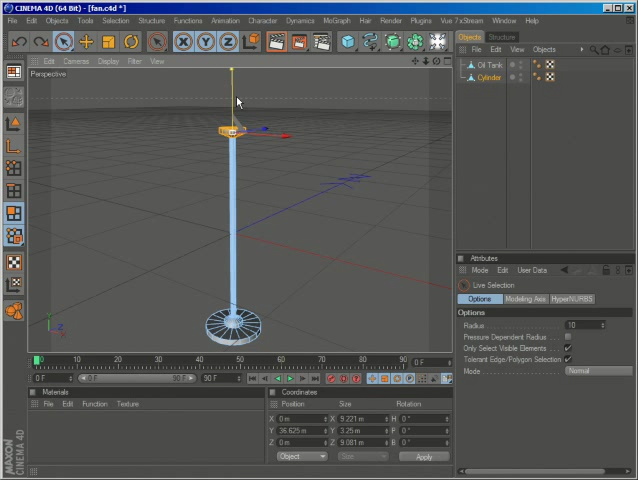 CINEMA 4D (64 Bit) - [fan.c4d *]
File Edit Objects Tools Selection Structure Functions Animation Character Dynamics MoGraph Hair Render Plugins Vue 7xStream Window Help
Objects Structure
File Edit View Objects
Edit Cameras Display Filter View
Perspective
Oil Tank
Cylinder
Y
Z
Attributes
Mode Edit User Data
Live Selection
Options Modeling Axis HyperNURBS
Options
Radius 10
Pressure Dependent Radius
Only Select Visible Elements
Tolerant Edge/Polygon Selection
Mode Normal
0 10 20 30 40 50 60 70 80 90 0 F
0 F 0 F 90 F 90 F
Materials
File Edit Function Texture
Coordinates
Position Size Rotation
X 0 m X 9.221 m H 0 °
Y 36.625 m Y 3.25 m P 0 °
Z 0 m Z 9.081 m B 0 °
Object Size Apply
MAXON
CINEMA 4D